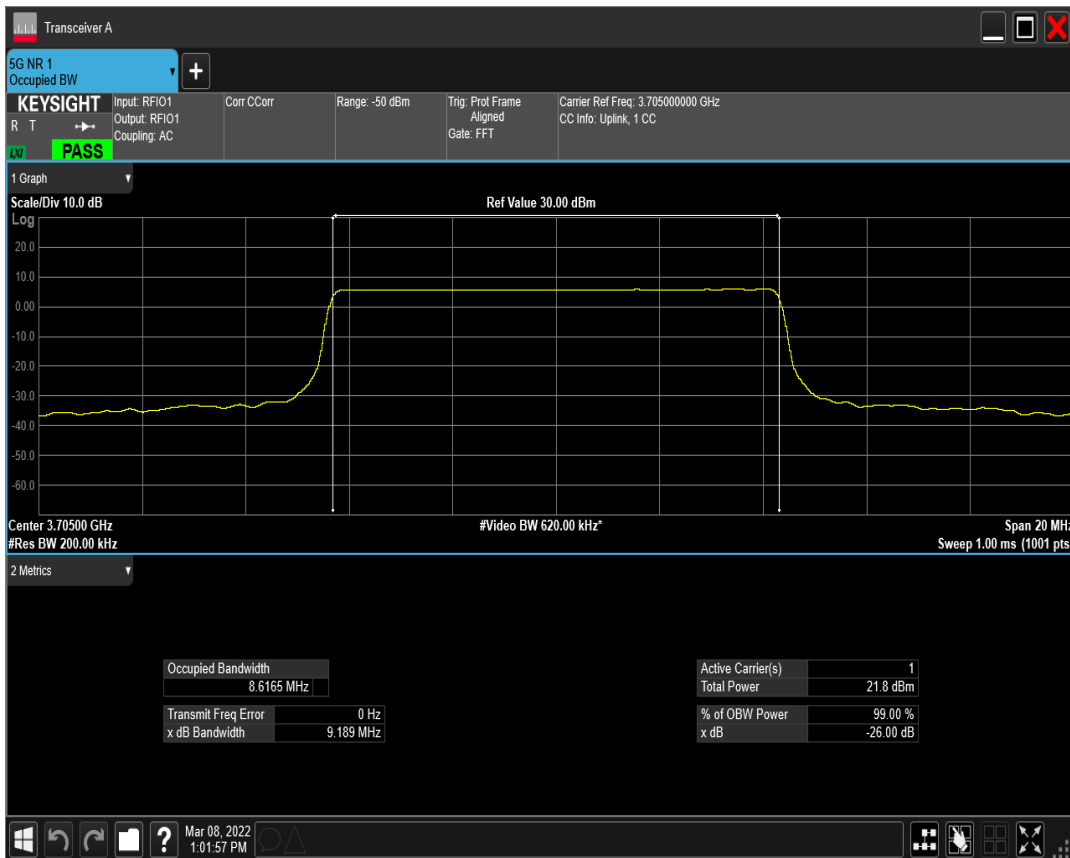 Transceiver A
5G NR 1
Occupied BW
KEYSIGHT
R T
LXI
PASS
Input: RFIO1
Output: RFIO1
Coupling: AC
Corr CCorr
Range: -50 dBm
Trig: Prot Frame
Aligned
Gate: FFT
Carrier Ref Freq: 3.705000000 GHz
CC Info: Uplink, 1 CC
1 Graph
Scale/Div 10.0 dB
Ref Value 30.00 dBm
Log
20.0
10.0
0.00
-10.0
-20.0
-30.0
-40.0
-50.0
-60.0
Center 3.70500 GHz
#Video BW 620.00 kHz*
Span 20 MHz
#Res BW 200.00 kHz
Sweep 1.00 ms (1001 pts
2 Metrics
Occupied Bandwidth
8.6165 MHz
Transmit Freq Error 0 Hz
x dB Bandwidth 9.189 MHz
Active Carrier(s) 1
Total Power 21.8 dBm
% of OBW Power 99.00 %
x dB -26.00 dB
?
Mar 08, 2022
1:01:57 PM